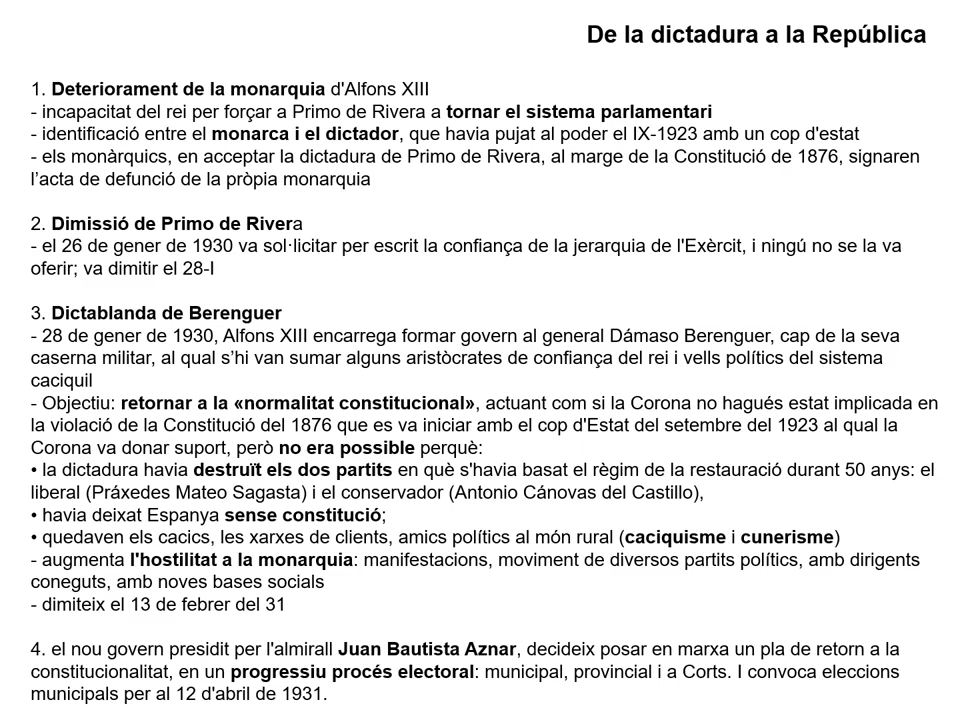 De la dictadura a la República
1. Deteriorament de la monarquia d'Alfons XIII
- incapacitat del rei per forçar a Primo de Rivera a tornar el sistema parlamentari
- identificació entre el monarca i el dictador, que havia pujat al poder el IX-1923 amb un cop d'estat
- els monàrquics, en acceptar la dictadura de Primo de Rivera, al marge de la Constitució de 1876, signaren
l’acta de defunció de la pròpia monarquia
2. Dimissió de Primo de Rivera
- el 26 de gener de 1930 va sol·licitar per escrit la confiança de la jerarquia de l'Exèrcit, i ningú no se la va
oferir; va dimitir el 28-I
3. Dictablanda de Berenguer
- 28 de gener de 1930, Alfons XIII encarrega formar govern al general Dámaso Berenguer, cap de la seva
caserna militar, al qual s’hi van sumar alguns aristòcrates de confiança del rei i vells polítics del sistema
caciquil
- Objectiu: retornar a la «normalitat constitucional», actuant com si la Corona no hagués estat implicada en
la violació de la Constitució del 1876 que es va iniciar amb el cop d'Estat del setembre del 1923 al qual la
Corona va donar suport, però no era possible perquè:
• la dictadura havia destruït els dos partits en què s'havia basat el règim de la restauració durant 50 anys: el
liberal (Práxedes Mateo Sagasta) i el conservador (Antonio Cánovas del Castillo),
• havia deixat Espanya sense constitució;
• quedaven els cacics, les xarxes de clients, amics polítics al món rural (caciquisme i cunerisme)
- augmenta l'hostilitat a la monarquia: manifestacions, moviment de diversos partits polítics, amb dirigents
coneguts, amb noves bases socials
- dimiteix el 13 de febrer del 31
4. el nou govern presidit per l'almirall Juan Bautista Aznar, decideix posar en marxa un pla de retorn a la
constitucionalitat, en un progressiu procés electoral: municipal, provincial i a Corts. I convoca eleccions
municipals per al 12 d'abril de 1931.